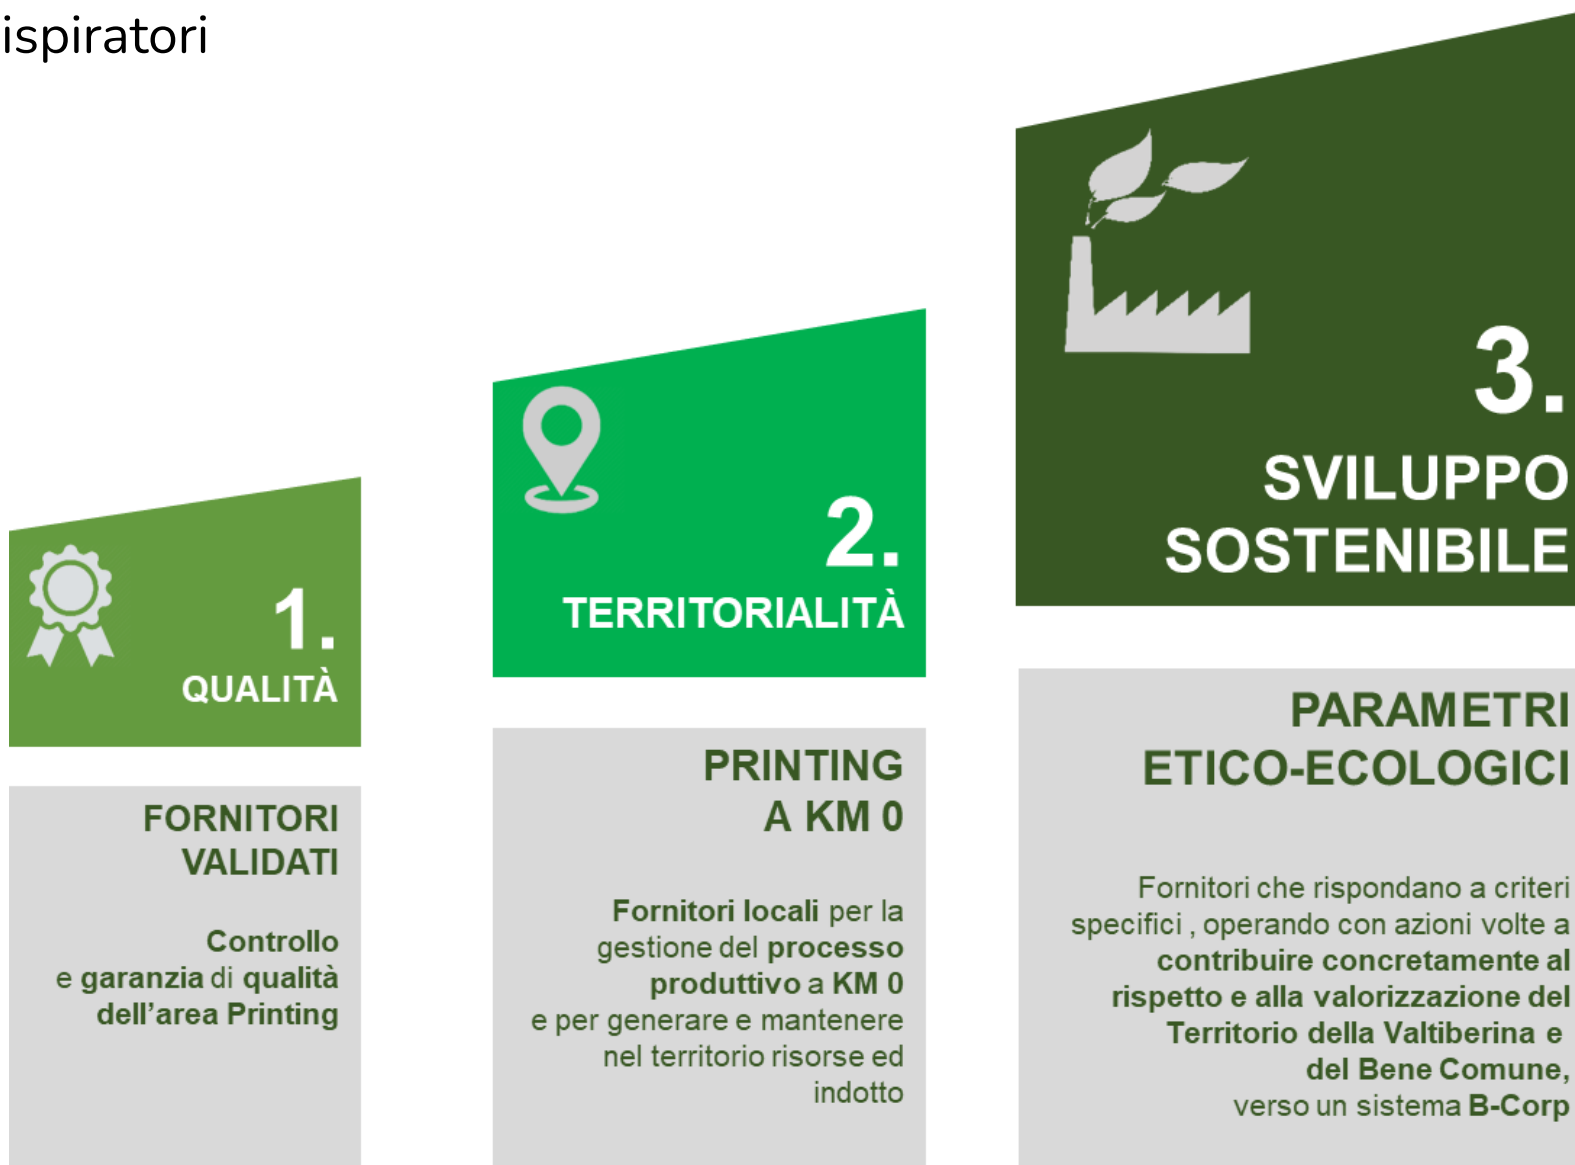 ispiratori
1.
QUALITÀ
FORNITORI
VALIDATI
Controllo
e garanzia di qualità
dell’area Printing
2.
TERRITORIALITÀ
PRINTING
A KM 0
Fornitori locali per la
gestione del processo
produttivo a KM 0
e per generare e mantenere
nel territorio risorse ed
indotto
3.
SVILUPPO
SOSTENIBILE
PARAMETRI
ETICO-ECOLOGICI
Fornitori che rispondano a criteri
specifici , operando con azioni volte a
contribuire concretamente al
rispetto e alla valorizzazione del
Territorio della Valtiberina e
del Bene Comune,
verso un sistema B-Corp